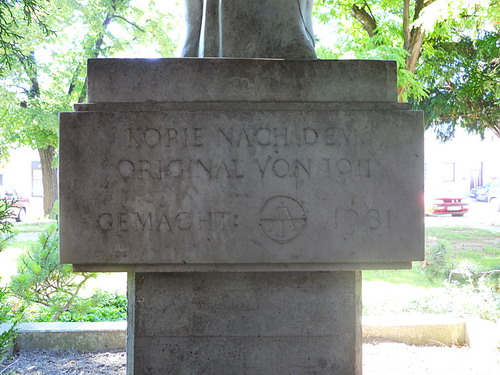 KOPIE NACH DEM
ORIGINAL VON 1911
GEMACHT: 1981